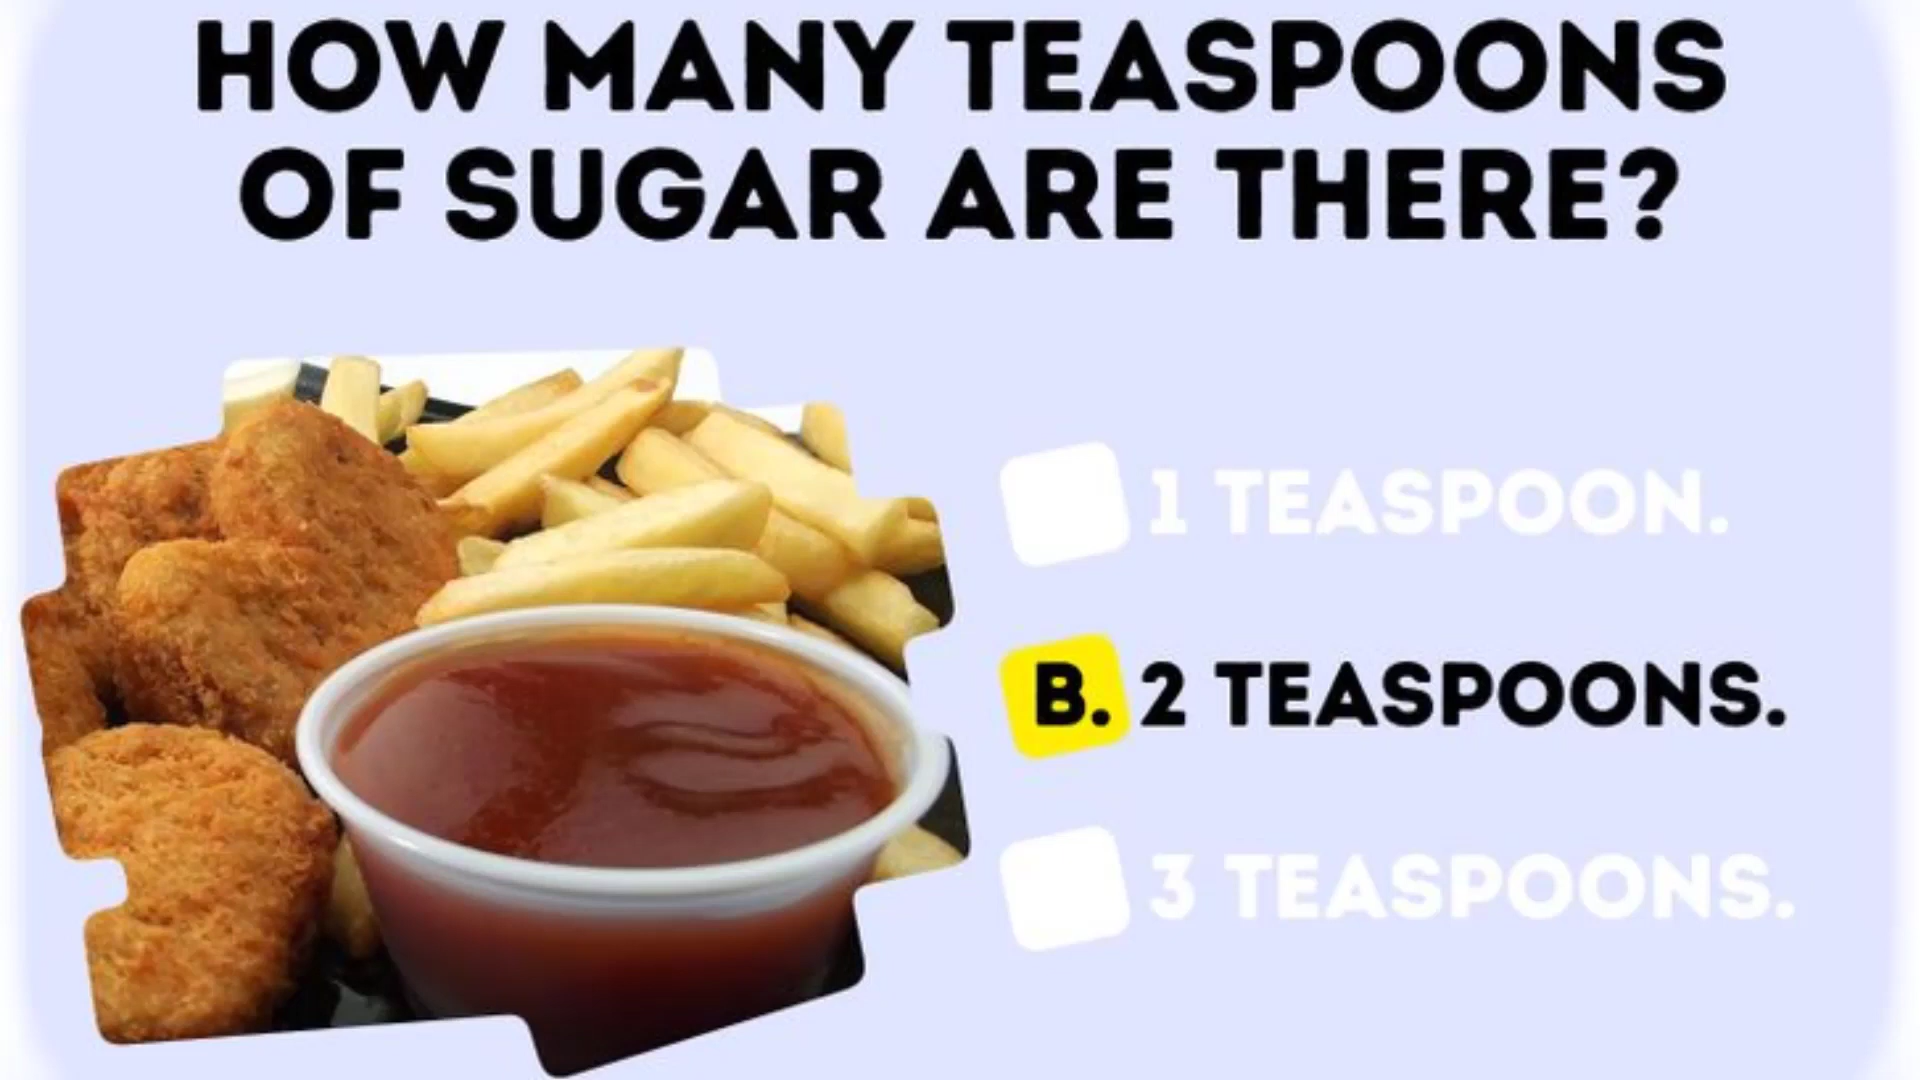 HOW MANY TEASPOONS
OF SUGAR ARE THERE?
1 TEASPOON.
B. 2 TEASPOONS.
3 TEASPOONS.